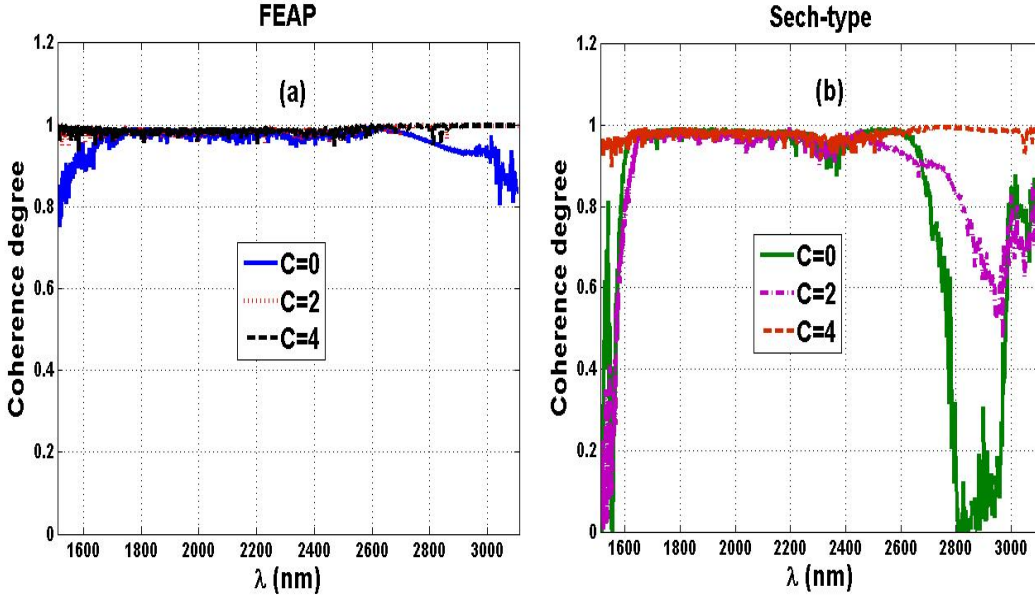 FEAP
Sech-type
(a)
(b)
Coherence degree
1.2
1
0.8
0.6
0.4
0.2
0
C=0
C=2
C=4
1600 1800 2000 2200 2400 2600 2800 3000
λ (nm)
Coherence degree
1.2
1
0.8
0.6
0.4
0.2
0
C=0
C=2
C=4
1600 1800 2000 2200 2400 2600 2800 3000
λ (nm)